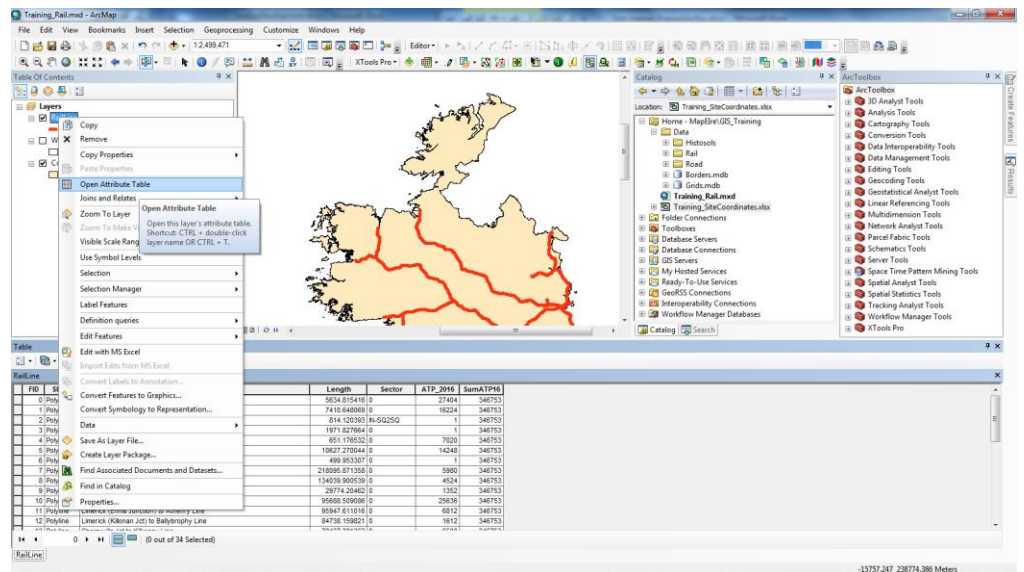 Training_Rail.mxd - ArcMap
File Edit View Bookmarks Insert Selection Geoprocessing Customize Windows Help
1:2,499,471
Editor
XTools Pro
Table Of Contents
Layers
Copy
Remove
Copy Properties
Paste Properties
Open Attribute Table
Joins and Relates
Zoom To Layer
Zoom To Make Vi
Visible Scale Rang
Use Symbol Levels
Selection
Selection Manager
Label Features
Definition queries
Edit Features
Edit with MS Excel
Import Edits from MS Excel
Convert Labels to Annotation...
Convert Features to Graphics...
Convert Symbology to Representation...
Data
Save As Layer File...
Create Layer Package...
Find Associated Documents and Datasets...
Find in Catalog
Properties...
Open Attribute Table
Open this layer's attribute table.
Shortcut: CTRL + double-click
layer name OR CTRL + T.
Catalog
Location: Training_SiteCoordinates.xlsx
Home - MapEIre\GIS_Training
Data
Histosols
Rail
Road
Borders.mdb
Grids.mdb
Training_Rail.mxd
Training_SiteCoordinates.xlsx
Folder Connections
Toolboxes
Database Servers
Database Connections
GIS Servers
My Hosted Services
Ready-To-Use Services
GeoRSS Connections
Interoperability Connections
Workflow Manager Databases
Catalog Search
ArcToolbox
ArcToolbox
3D Analyst Tools
Analysis Tools
Cartography Tools
Conversion Tools
Data Interoperability Tools
Data Management Tools
Editing Tools
Geocoding Tools
Geostatistical Analyst Tools
Linear Referencing Tools
Multidimension Tools
Network Analyst Tools
Parcel Fabric Tools
Schematics Tools
Server Tools
Space Time Pattern Mining Tools
Spatial Analyst Tools
Spatial Statistics Tools
Tracking Analyst Tools
Workflow Manager Tools
XTools Pro
Create Features
Results
Table
RailLine
FID Length Sector ATP_2016 SumATP16
0 Poly 5634.815416 0 27404 346753
1 Poly 7410.648069 0 16224 346753
2 Poly 814.120393 IN-SQ2SQ 1 346753
3 Poly 1971.827664 0 1 346753
4 Poly 651.176532 0 7020 346753
5 Poly 10627.270044 0 14248 346753
6 Poly 499.953307 0 1 346753
7 Poly 218095.871358 0 5980 346753
8 Poly 134039.900539 0 4524 346753
9 Poly 29774.20462 0 1352 346753
10 Poly 95688.509086 0 25636 346753
11 Polyline Limerick (Ennis Junction) to Athenry Line 95947.611016 0 6812 346753
12 Polyline Limerick (Killonan Jct) to Ballybrophy Line 84738.159821 0 1612 346753
0 (0 out of 34 Selected)
RailLine
-15757.247 238774.386 Meters